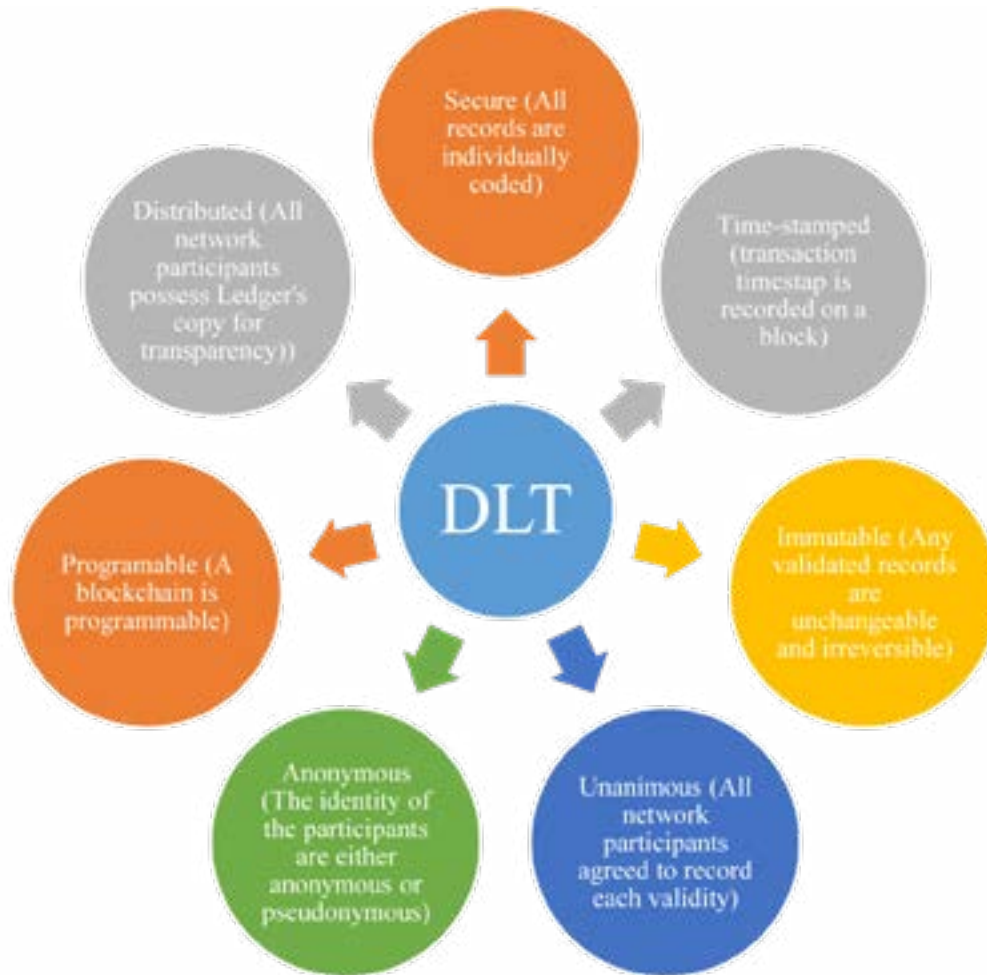 Secure (All
records are
individually
coded)
Distributed (All
network
participants
possess Ledger's
copy for
transparency))
Time-stamped
(transaction
timestap is
recorded on a
block)
DLT
Programable (A
blockchain is
programmable)
Immutable (Any
validated records
are
unchangeable
and irreversible)
Anonymous
(The identity of
the participants
are either
anonymous or
pseudonymous)
Unanimous (All
network
participants
agreed to record
each validity)